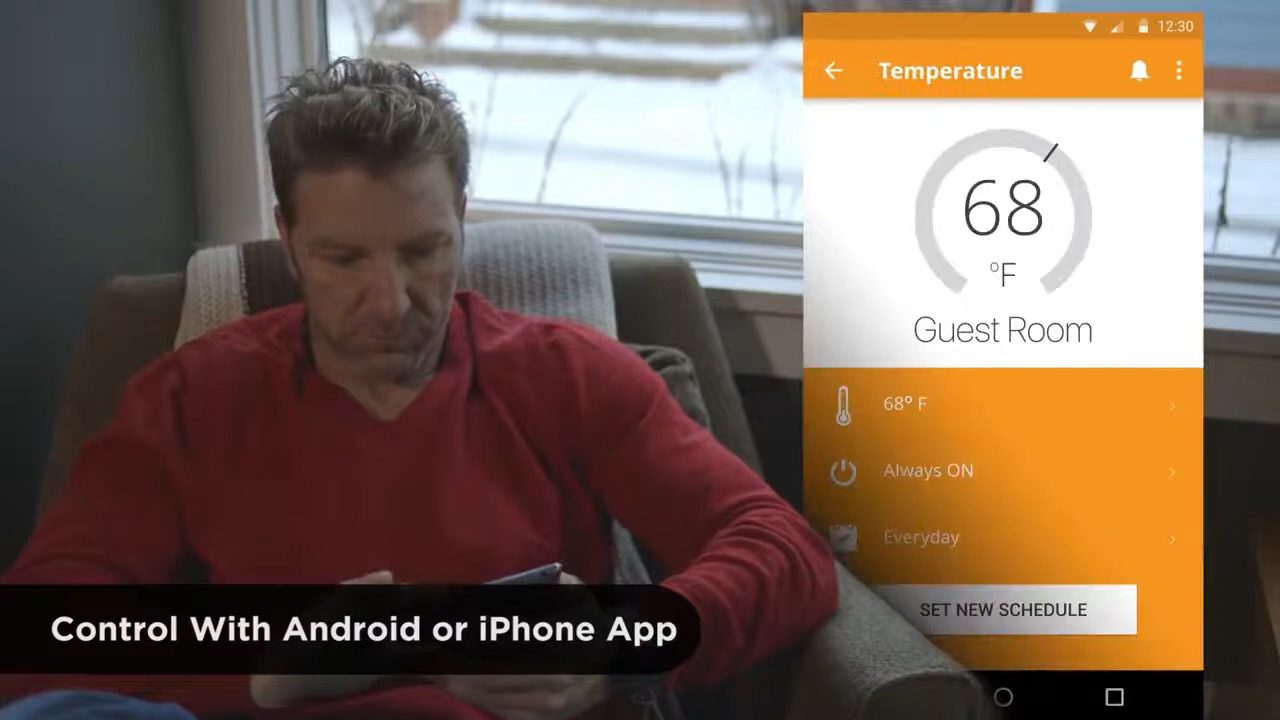 12:30
Temperature
68
°F
Guest Room
68° F
Always ON
Everyday
SET NEW SCHEDULE
Control With Android or iPhone App